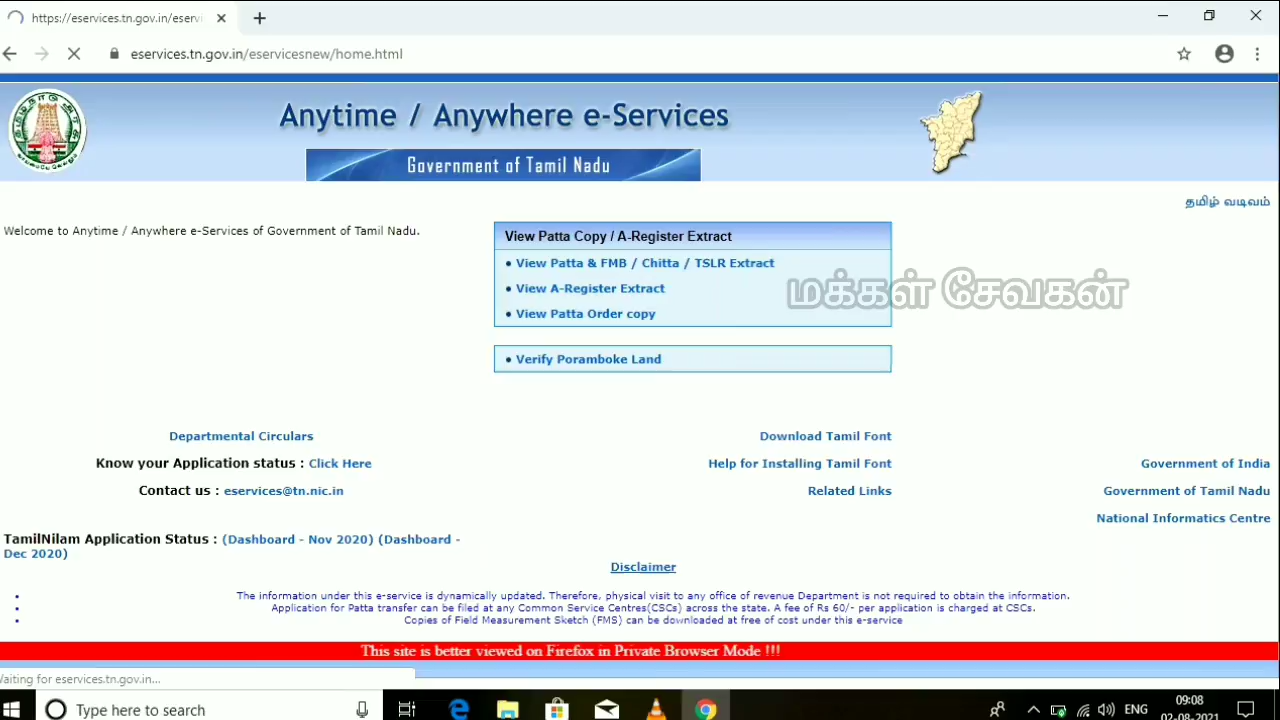 https://eservices.tn.gov.in/eservi
eservices.tn.gov.in/eservicesnew/home.html
Anytime / Anywhere e-Services
Government of Tamil Nadu
தமிழ் வடிவம்
Welcome to Anytime / Anywhere e-Services of Government of Tamil Nadu.
View Patta Copy / A-Register Extract
• View Patta & FMB / Chitta / TSLR Extract
மக்கள் சேவகன்
• View A-Register Extract
• View Patta Order copy
• Verify Poramboke Land
Departmental Circulars
Download Tamil Font
Know your Application status : Click Here
Help for Installing Tamil Font
Government of India
Contact us : eservices@tn.nic.in
Related Links
Government of Tamil Nadu
National Informatics Centre
TamilNilam Application Status : (Dashboard - Nov 2020) (Dashboard -
Dec 2020)
Disclaimer
• The information under this e-service is dynamically updated. Therefore, physical visit to any office of revenue Department is not required to obtain the information.
• Application for Patta transfer can be filed at any Common Service Centres(CSCs) across the state. A fee of Rs 60/- per application is charged at CSCs.
• Copies of Field Measurement Sketch (FMS) can be downloaded at free of cost under this e-service
This site is better viewed on Firefox in Private Browser Mode !!!
Waiting for eservices.tn.gov.in...
Type here to search
ENG
09:08
02-08-2021